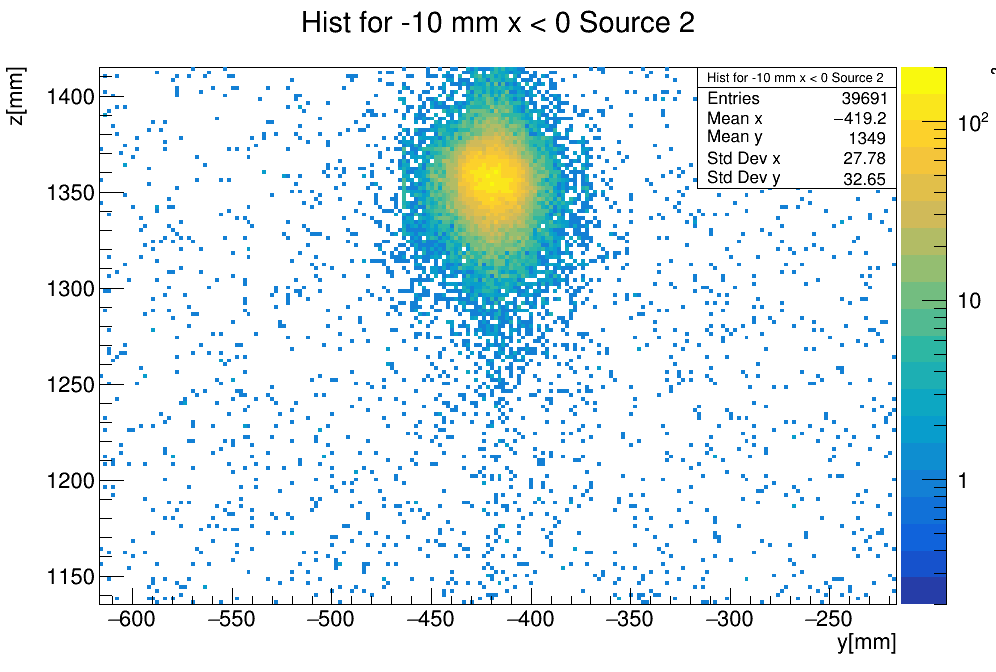 Hist for -10 mm x < 0 Source 2
z[mm]
Hist for -10 mm x < 0 Source 2
Entries 39691
Mean x −419.2
Mean y 1349
Std Dev x 27.78
Std Dev y 32.65
1400
1350
1300
1250
1200
1150
−600 −550 −500 −450 −400 −350 −300 −250
y[mm]
10²
10
1